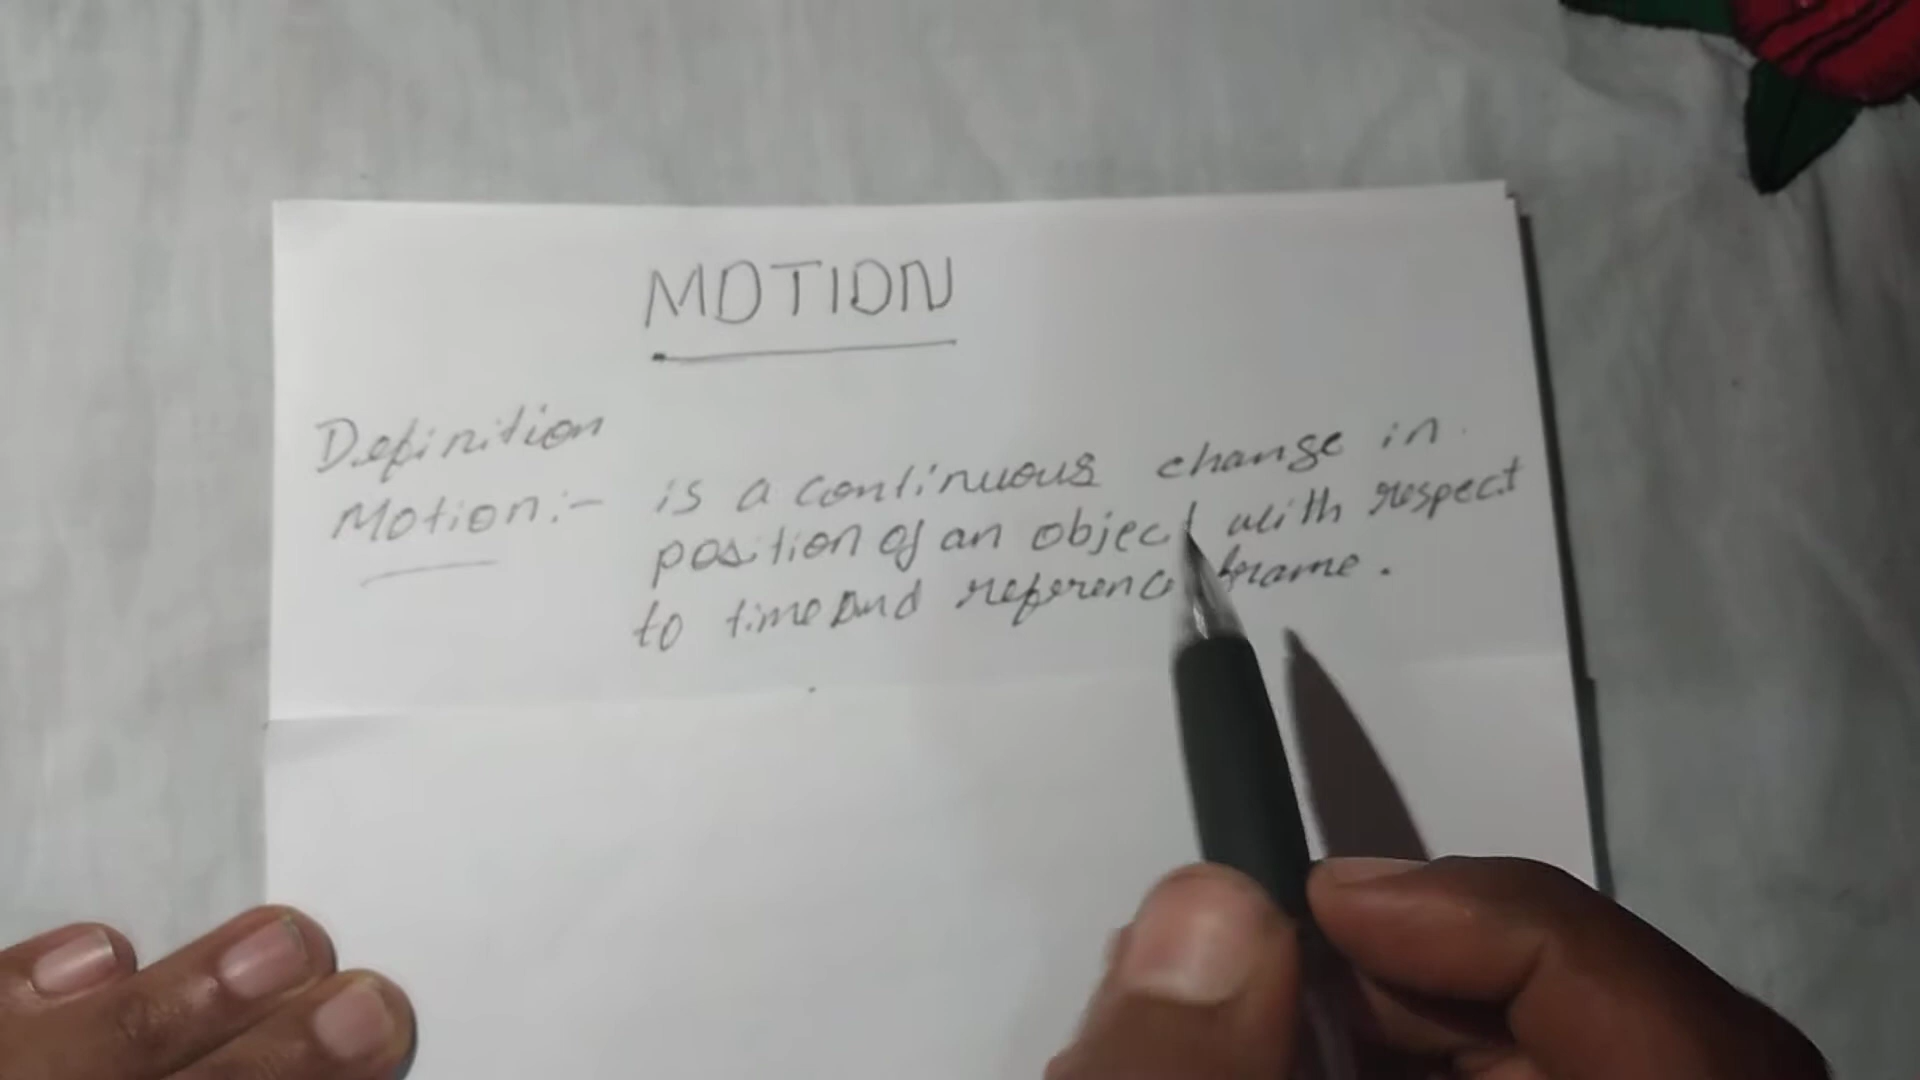 MOTION
Definition
Motion:- is a continuous change in
position of an object with respect
to time and reference frame.